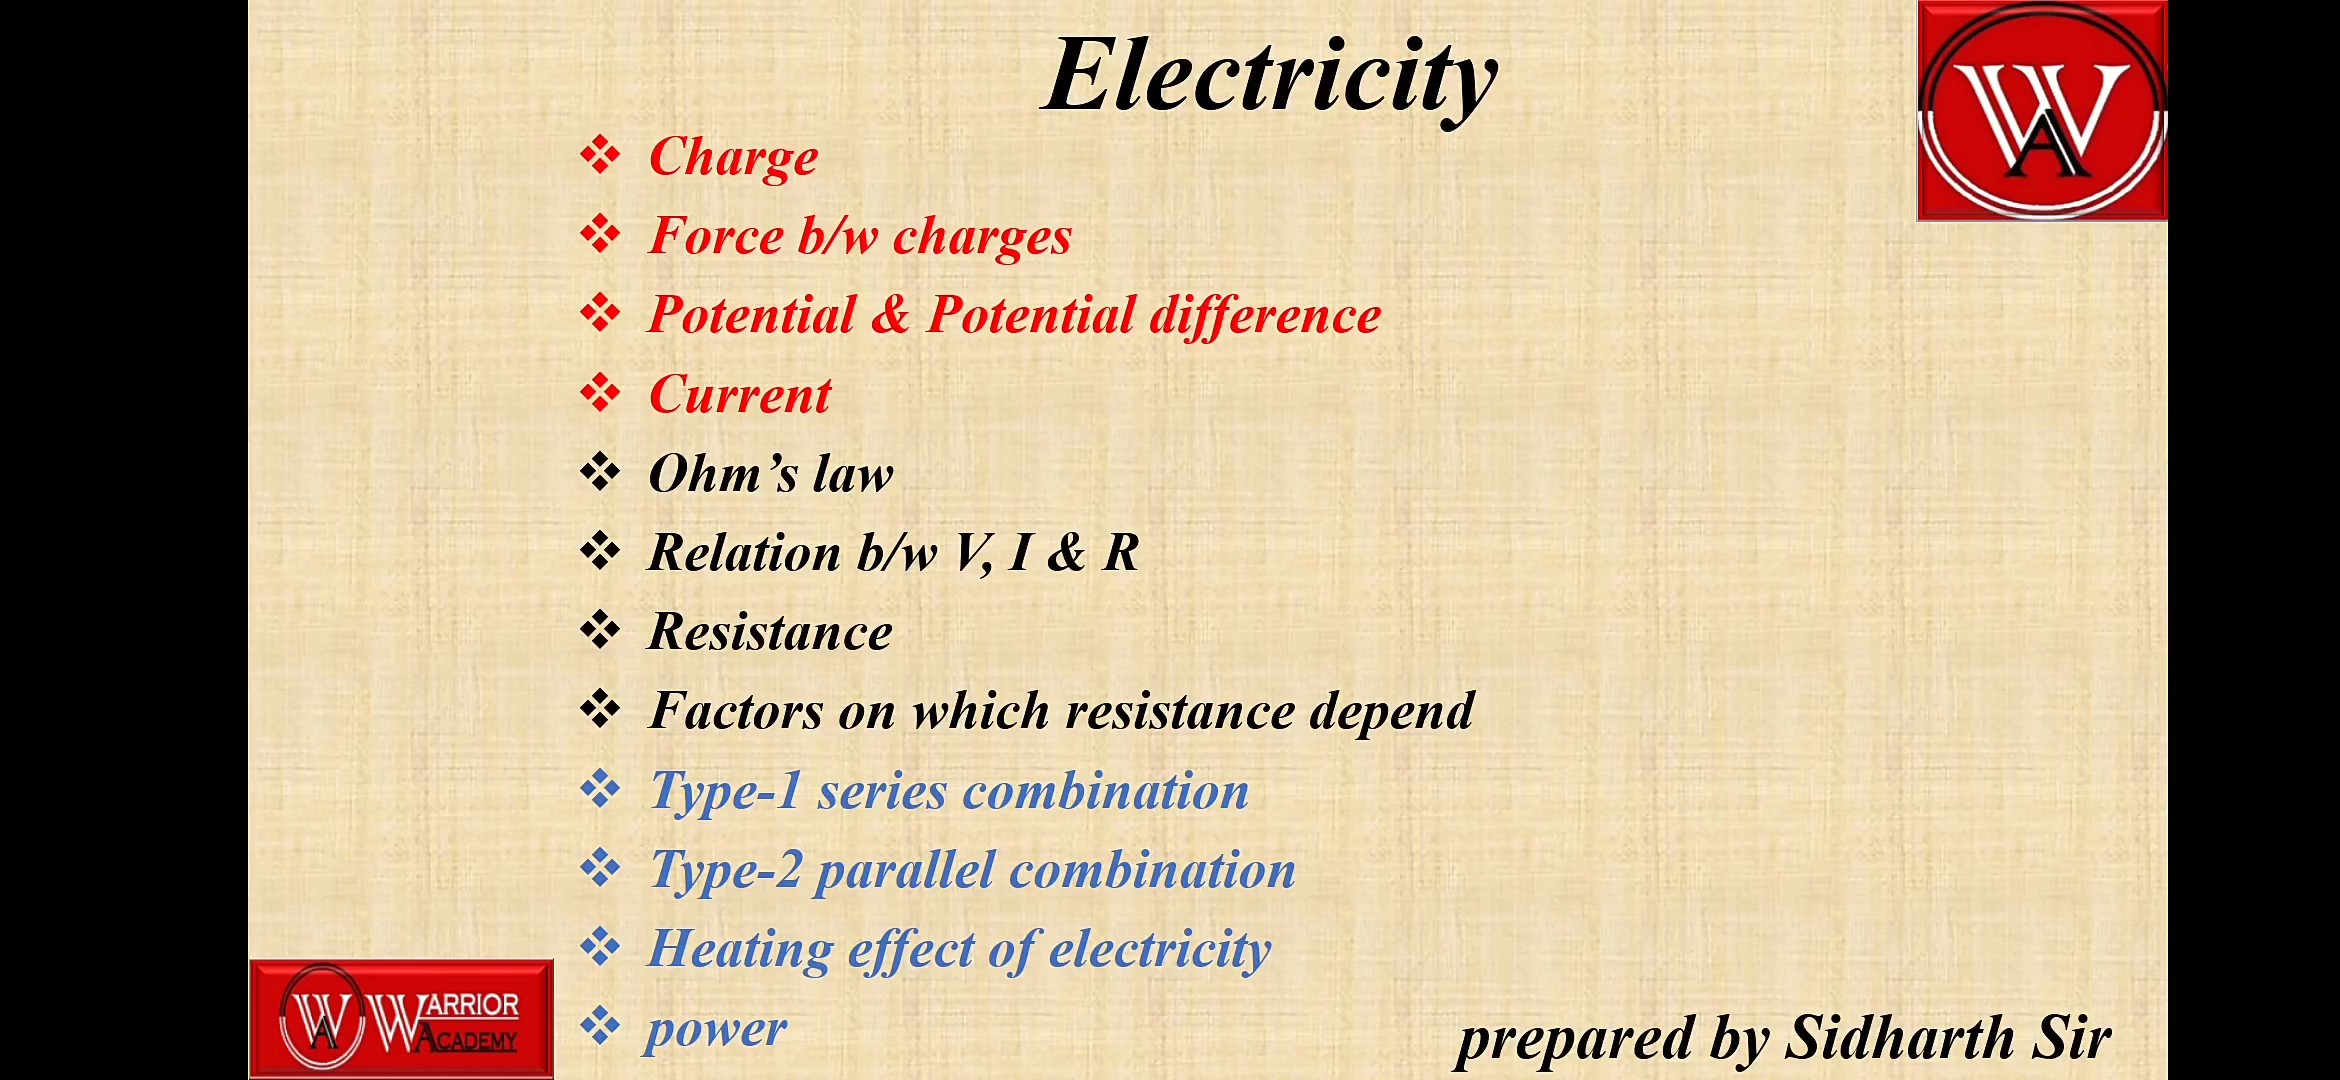 Electricity
WA
Charge
Force b/w charges
Potential & Potential difference
Current
Ohm’s law
Relation b/w V, I & R
Resistance
Factors on which resistance depend
Type-1 series combination
Type-2 parallel combination
Heating effect of electricity
power
WA WARRIOR
ACADEMY
prepared by Sidharth Sir